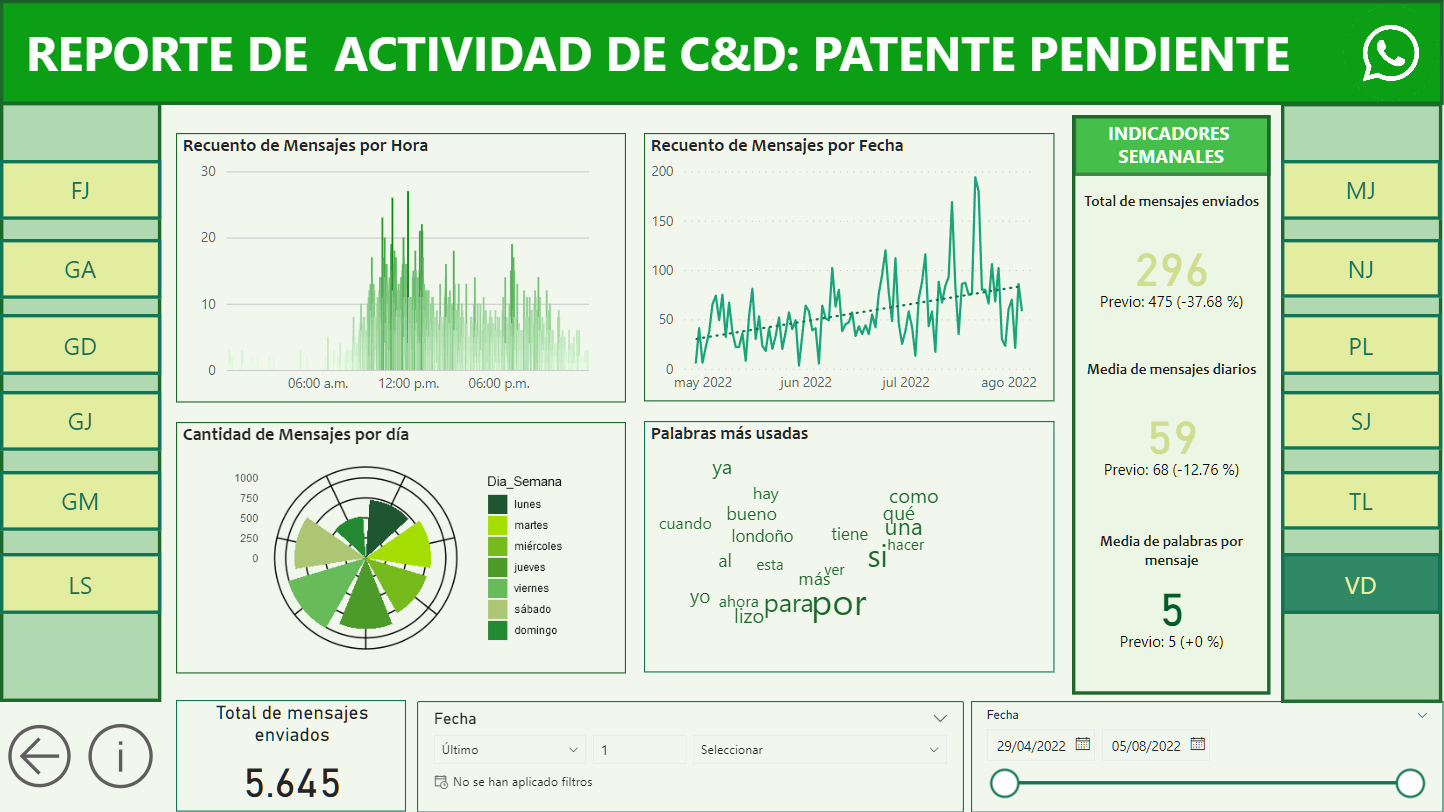 REPORTE DE ACTIVIDAD DE C&D: PATENTE PENDIENTE
FJ
GA
GD
GJ
GM
LS
Recuento de Mensajes por Hora
30
20
10
0
06:00 a.m.
12:00 p.m.
06:00 p.m.
Recuento de Mensajes por Fecha
200
150
100
50
0
may 2022
jun 2022
jul 2022
ago 2022
Cantidad de Mensajes por día
1000
750
500
250
0
Dia_Semana
lunes
martes
miércoles
jueves
viernes
sábado
domingo
Palabras más usadas
ya
hay
como
bueno
qué
cuando
una
londoño
tiene
hacer
al
esta
si
ver
más
yo
ahora
para
por
lizo
INDICADORES
SEMANALES
Total de mensajes enviados
296
Previo: 475 (-37.68 %)
Media de mensajes diarios
59
Previo: 68 (-12.76 %)
Media de palabras por
mensaje
5
Previo: 5 (+0 %)
MJ
NJ
PL
SJ
TL
VD
i
Total de mensajes
enviados
5.645
Fecha
Último
1
Seleccionar
No se han aplicado filtros
Fecha
29/04/2022
05/08/2022